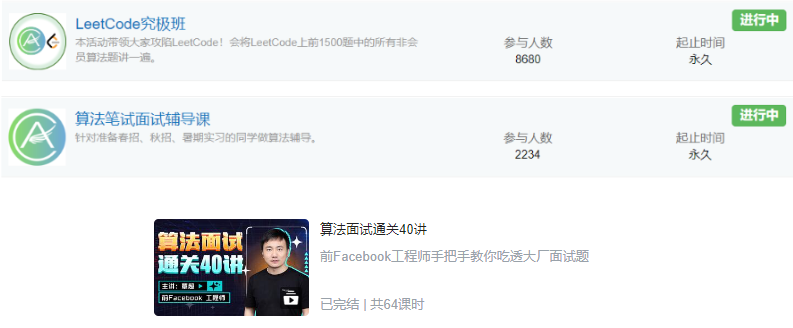 LeetCode究极班
进行中
本活动带领大家攻陷LeetCode！会将LeetCode上前1500题中的所有非会
员算法题讲一遍。
参与人数
8680
起止时间
永久
算法笔试面试辅导课
进行中
针对准备春招、秋招、暑期实习的同学做算法辅导。
参与人数
2234
起止时间
永久
算法面试
通关40讲
主讲：覃超
前Facebook 工程师
算法面试通关40讲
前Facebook工程师手把手教你吃透大厂面试题
已完结 | 共64课时